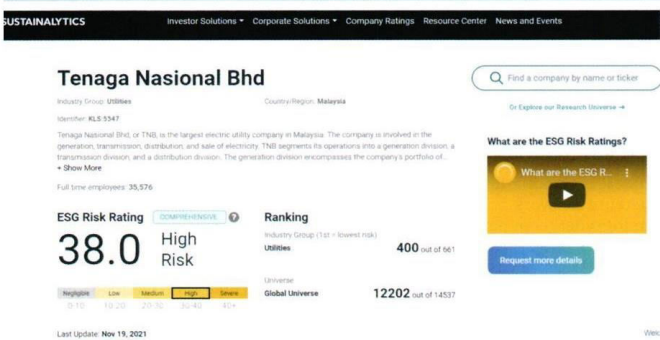 SUSTAINALYTICS
Investor Solutions Corporate Solutions Company Ratings Resource Center News and Events
Tenaga Nasional Bhd
Find a company by name or ticker
Industry Group: Utilities
Country/Region: Malaysia
Or Explore our Research Universe →
Identifier: KLS:5347
Tenaga Nasional Bhd, or TNB, is the largest electric utility company in Malaysia. The company is involved in the
generation, transmission, distribution, and sale of electricity. TNB segments its operations into a generation division, a
transmission division, and a distribution division. The generation division encompasses the company's portfolio of...
+ Show More
Full time employees: 35,576
What are the ESG Risk Ratings?
What are the ESG R...
ESG Risk Rating COMPREHENSIVE ?
38.0 High
Risk
Negligible Low Medium High Severe
0-10 10-20 20-30 30-40 40+
Ranking
Industry Group (1st = lowest risk)
Utilities 400 out of 661
Universe
Global Universe 12202 out of 14537
Request more details
Last Update: Nov 19, 2021